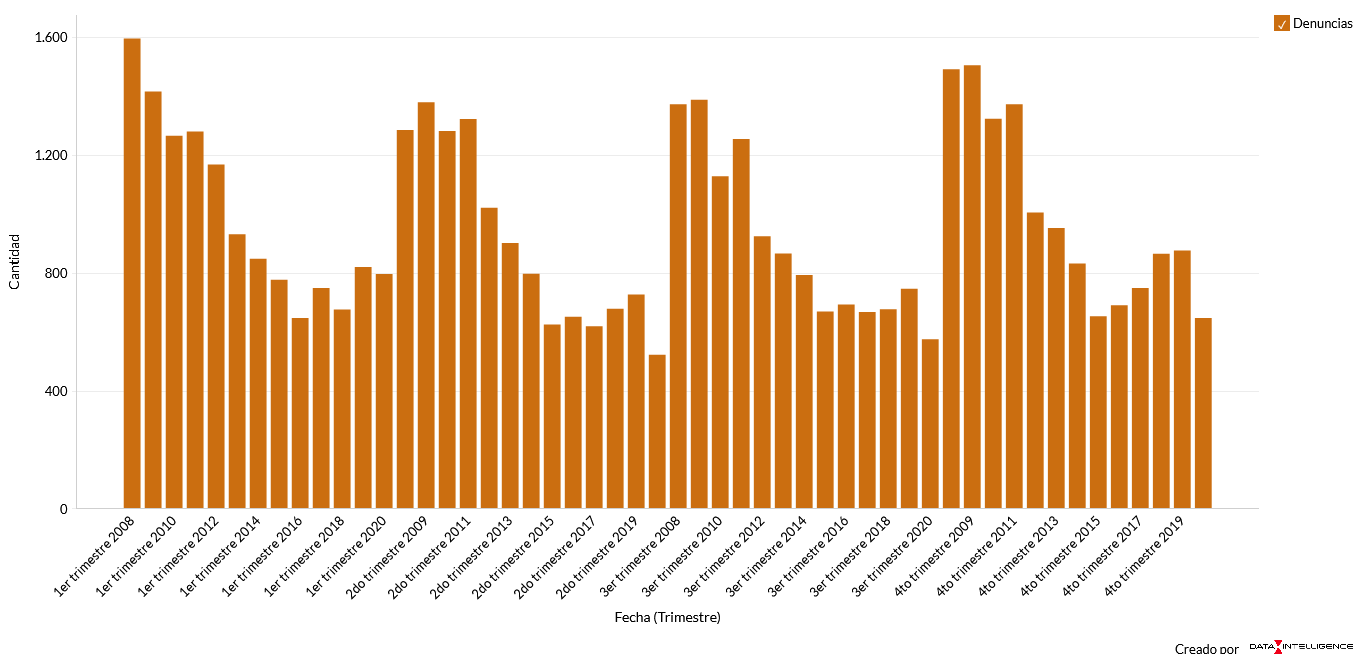 Denuncias
1.600
1.200
800
400
0
Cantidad
1er trimestre 2008
1er trimestre 2010
1er trimestre 2012
1er trimestre 2014
1er trimestre 2016
1er trimestre 2018
1er trimestre 2020
2do trimestre 2009
2do trimestre 2011
2do trimestre 2013
2do trimestre 2015
2do trimestre 2017
2do trimestre 2019
3er trimestre 2008
3er trimestre 2010
3er trimestre 2012
3er trimestre 2014
3er trimestre 2016
3er trimestre 2018
3er trimestre 2020
4to trimestre 2009
4to trimestre 2011
4to trimestre 2013
4to trimestre 2015
4to trimestre 2017
4to trimestre 2019
Fecha (Trimestre)
Creado por DATA INTELLIGENCE